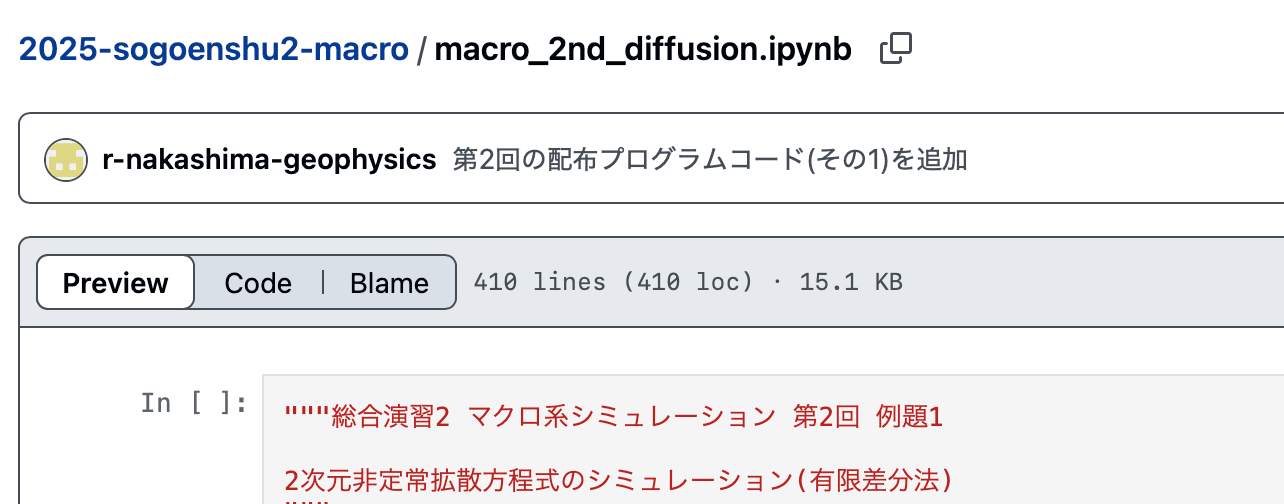 2025-sogoenshu2-macro / macro_2nd_diffusion.ipynb
r-nakashima-geophysics 第2回の配布プログラムコード(その1)を追加
Preview Code Blame 410 lines (410 loc) · 15.1 KB
In [ ]: """総合演習2 マクロ系シミュレーション 第2回 例題1
2次元非定常拡散方程式のシミュレーション(有限差分法)
"""